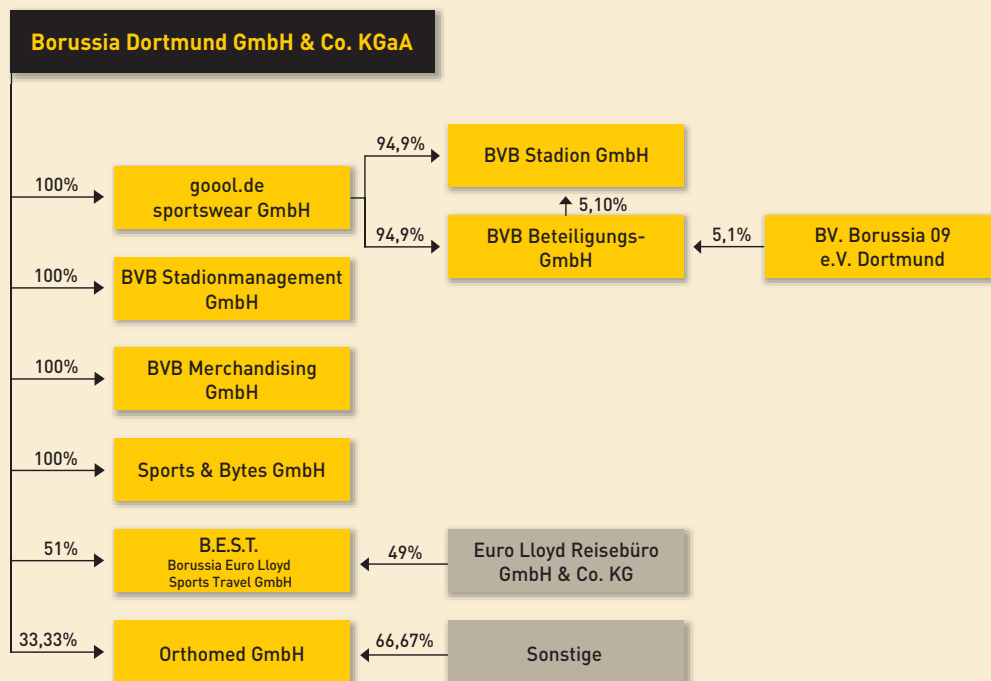 Borussia Dortmund GmbH & Co. KGaA
94,9%
BVB Stadion GmbH
100%
goool.de
sportswear GmbH
5,10%
94,9%
BVB Beteiligungs-
GmbH
5,1%
BV. Borussia 09
e.V. Dortmund
100%
BVB Stadionmanagement
GmbH
100%
BVB Merchandising
GmbH
100%
Sports & Bytes GmbH
51%
B.E.S.T.
Borussia Euro Lloyd
Sports Travel GmbH
49%
Euro Lloyd Reisebüro
GmbH & Co. KG
33,33%
Orthomed GmbH
66,67%
Sonstige